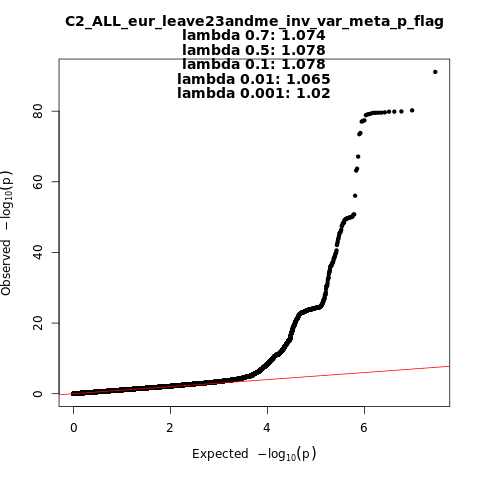 C2_ALL_eur_leave23andme_inv_var_meta_p_flag
lambda 0.7: 1.074
lambda 0.5: 1.078
lambda 0.1: 1.078
lambda 0.01: 1.065
lambda 0.001: 1.02
Observed −log10(p)
80
60
40
20
0
0 2 4 6
Expected −log10(p)